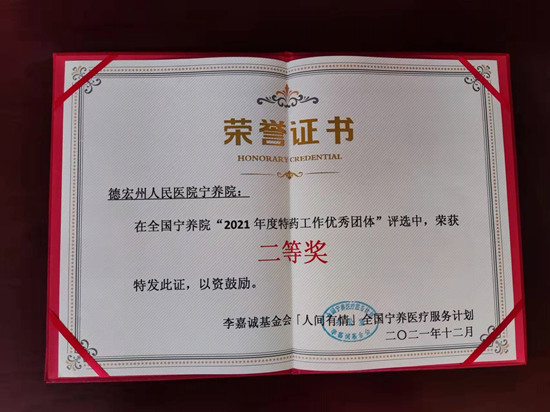 荣誉证书
HONORARY CREDENTIAL
德宏州人民医院宁养院：
在全国宁养院“2021年度特药工作优秀团体”评选中，荣获
二等奖
特发此证，以资鼓励。
李嘉诚基金会「人间有情」全国宁养医疗服务计划
二〇二一年十二月